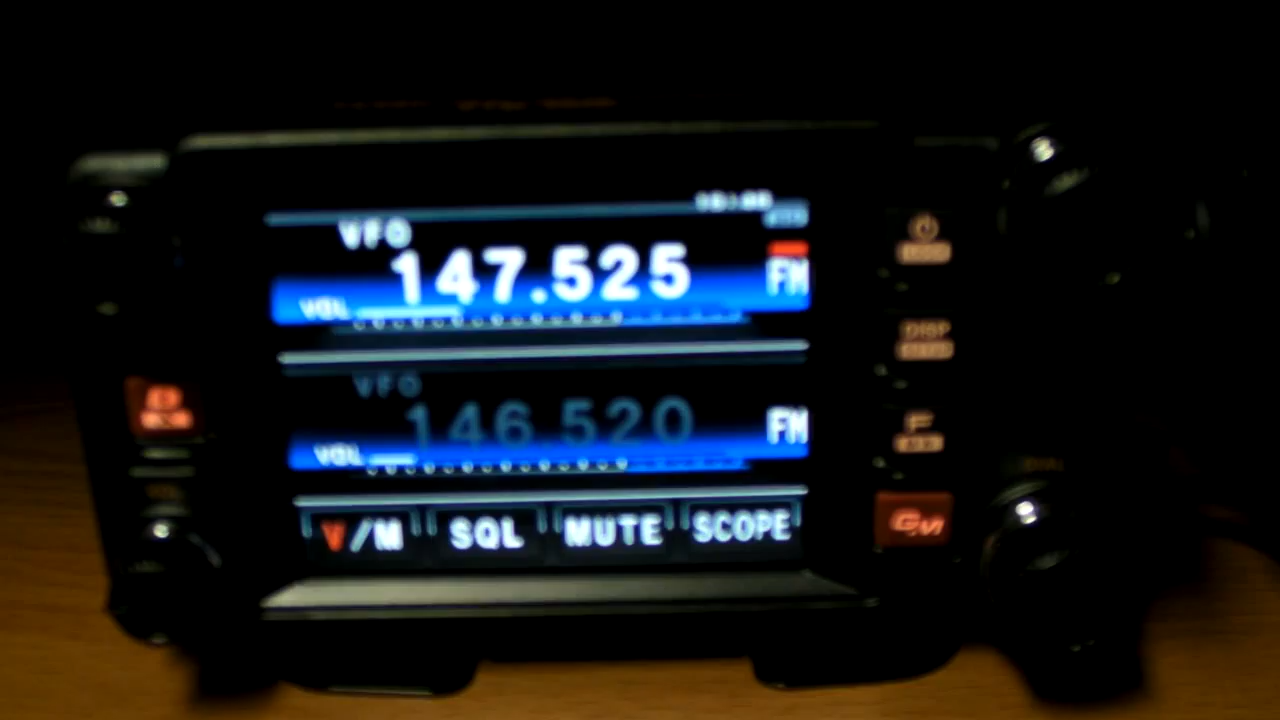 VFO
147.525
FM
VOL
VFO
146.520
FM
VOL
V/M SQL MUTE SCOPE
DISP
F
GM